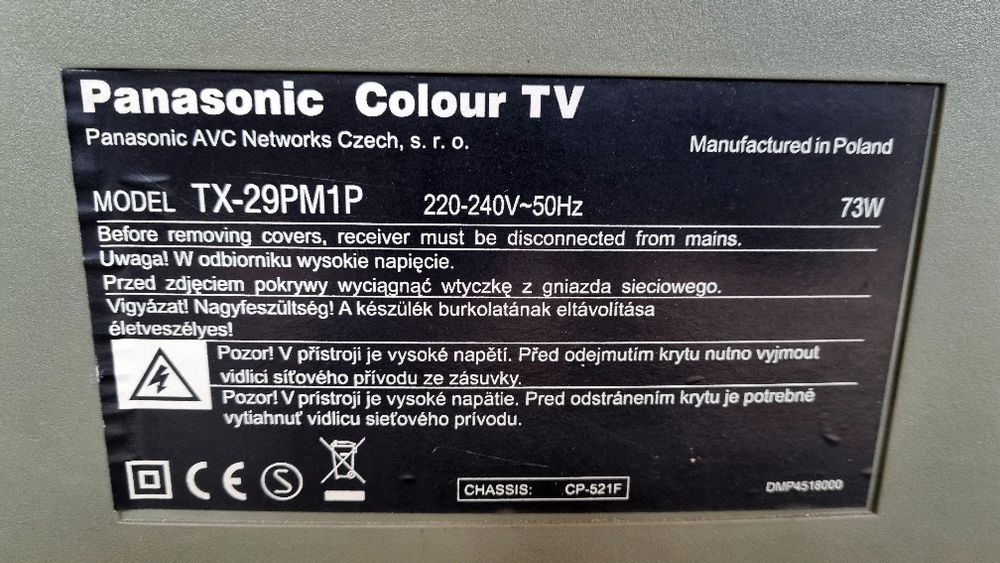 Panasonic Colour TV
Panasonic AVC Networks Czech, s. r. o.
Manufactured in Poland
MODEL TX-29PM1P 220-240V~50Hz 73W
Before removing covers, receiver must be disconnected from mains.
Uwaga! W odbiorniku wysokie napięcie.
Przed zdjęciem pokrywy wyciągnąć wtyczkę z gniazda sieciowego.
Vigyázat! Nagyfeszültség! A készülék burkolatának eltávolítása
életveszélyes!
Pozor! V přístroji je vysoké napětí. Před odejmutím krytu nutno vyjmout
vidlici síťového přívodu ze zásuvky.
Pozor! V prístroji je vysoké napätie. Pred odstránením krytu je potrebné
vytiahnuť vidlicu sieťového prívodu.
CE S
CHASSIS: CP-521F
DMP4518000